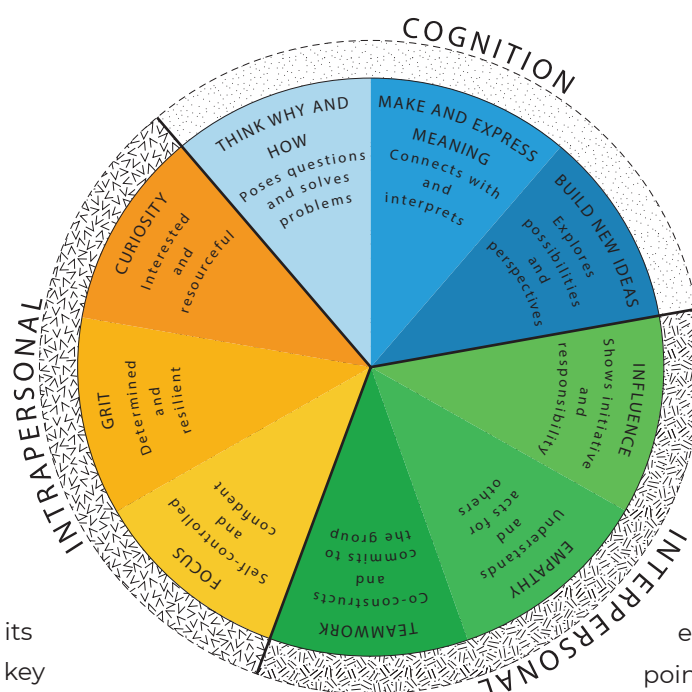 COGNITION
THINK WHY AND
HOW
Poses questions
and solves
problems
MAKE AND EXPRESS
MEANING
Connects with
and
interprets
BUILD NEW IDEAS
Explores
possibilities
and
perspectives
INTERPERSONAL
INFLUENCE
Shows initiative
and
responsibility
EMPATHY
Understands
and
acts for
others
TEAMWORK
Co-constructs
and
commits to
the group
INTRAPERSONAL
FOCUS
Self-controlled
and
confident
GRIT
Determined
and
resilient
CURIOSITY
Interested
and
resourceful
its
key
e
poin